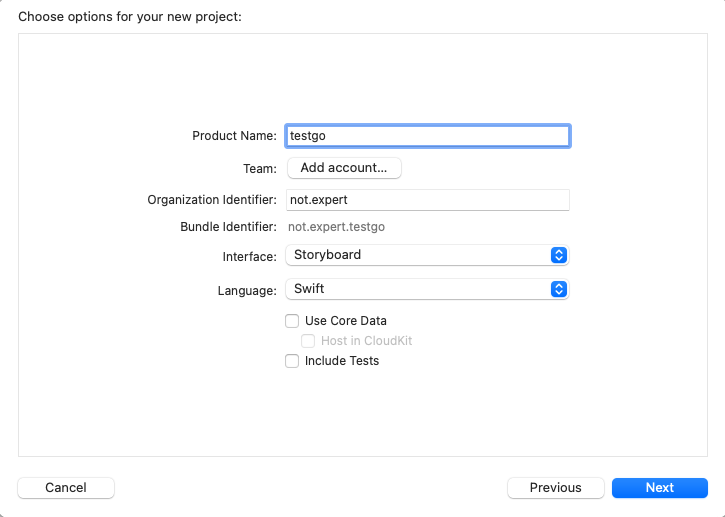 Choose options for your new project:
Product Name: testgo
Team: Add account...
Organization Identifier: not.expert
Bundle Identifier: not.expert.testgo
Interface: Storyboard
Language: Swift
Use Core Data
Host in CloudKit
Include Tests
Cancel Previous Next